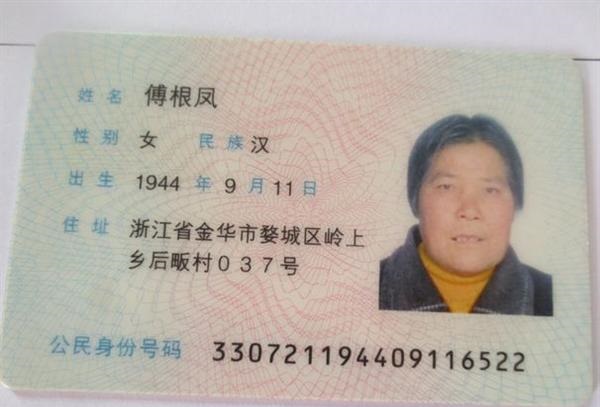 姓名 傅根凤
性别 女 民族 汉
出生 1944 年 9 月 11 日
住址 浙江省金华市婺城区岭上
乡后畈村０３７号
公民身份号码 330721194409116522